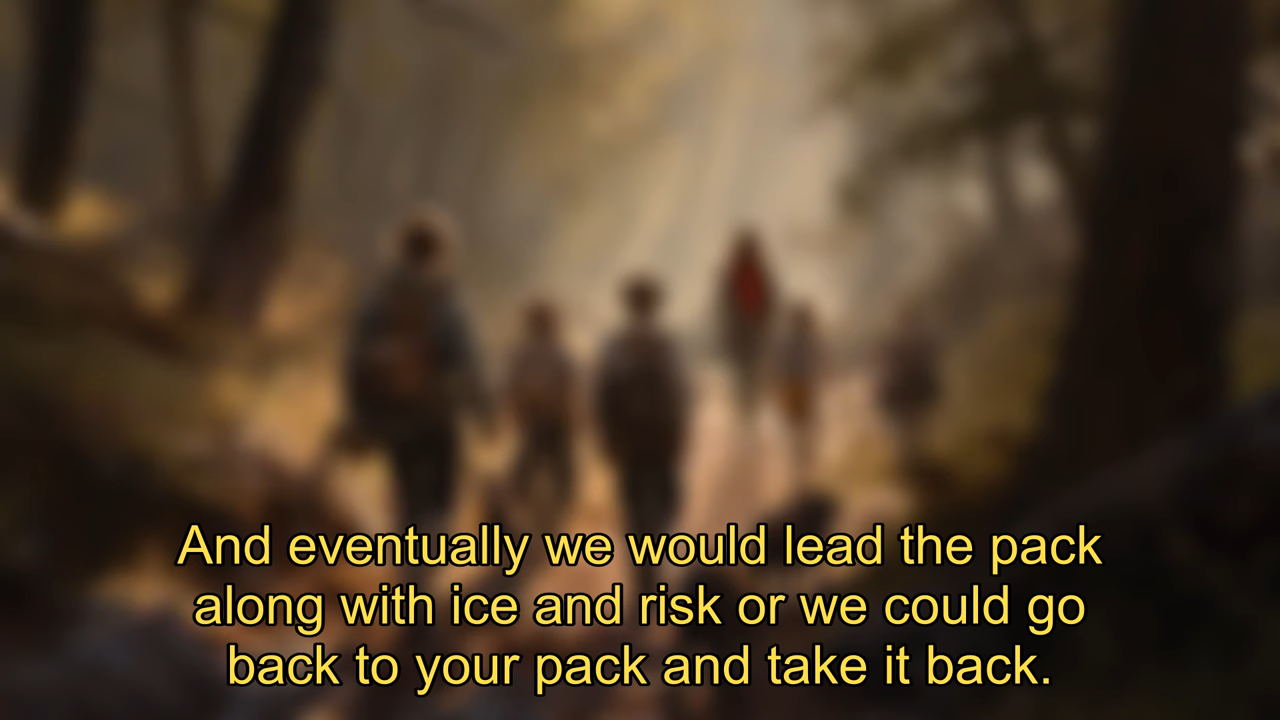 And eventually we would lead the pack
along with ice and risk or we could go
back to your pack and take it back.